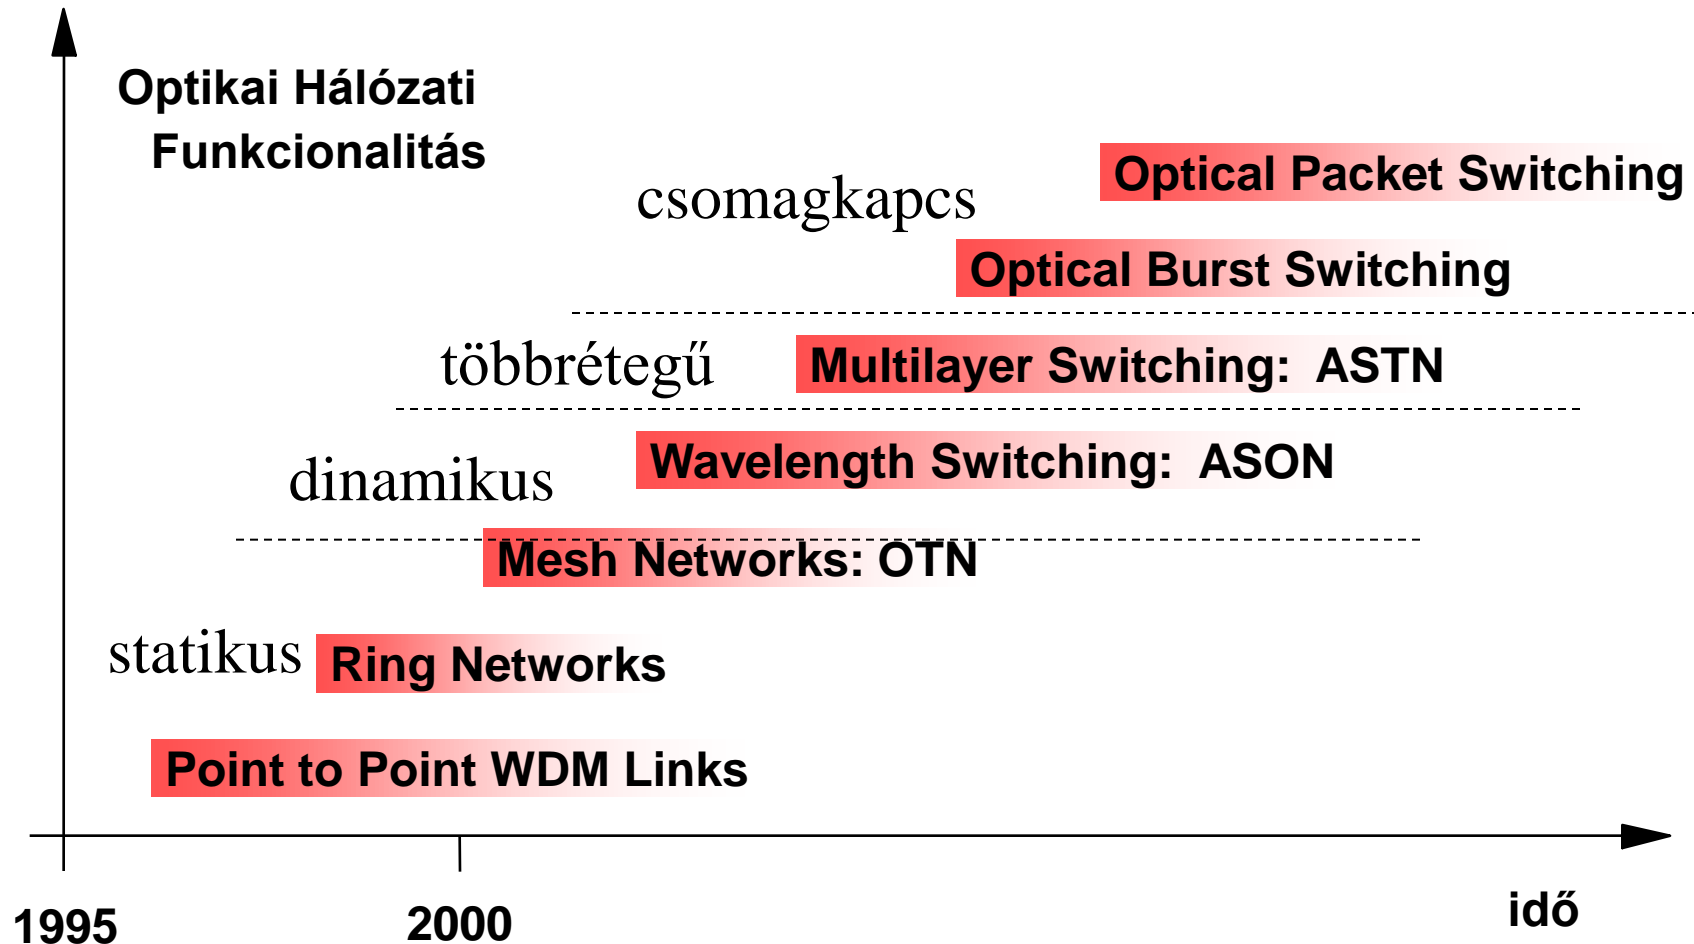 Optikai Hálózati
Funkcionalitás
Optical Packet Switching
csomagkapcs
Optical Burst Switching
többrétegű
Multilayer Switching: ASTN
Wavelength Switching: ASON
dinamikus
Mesh Networks: OTN
statikus
Ring Networks
Point to Point WDM Links
1995
2000
idő